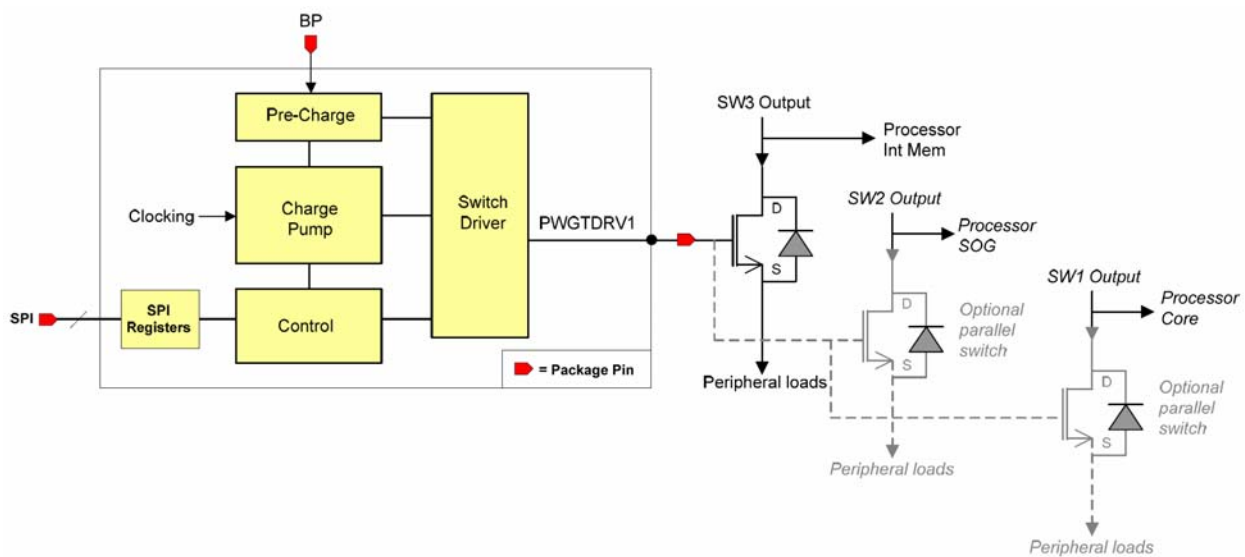 BP
Pre-Charge
Clocking
Charge
Pump
Switch
Driver
PWGTDRV1
SPI
SPI
Registers
Control
= Package Pin
SW3 Output
Processor
Int Mem
D
S
Peripheral loads
SW2 Output
Processor
SOG
D
S
Optional
parallel
switch
Peripheral loads
SW1 Output
Processor
Core
D
S
Optional
parallel
switch
Peripheral loads